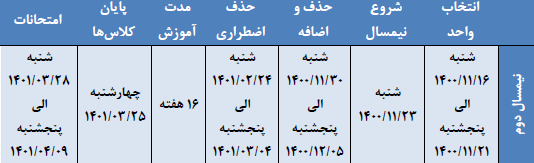 انتخاب واحد
شروع نیمسال
حذف و اضافه
حذف اضطراری
مدت آموزش
پایان کلاس‌ها
امتحانات
نیمسال دوم
شنبه
۱۴۰۰/۱۱/۱۶
الی
پنجشنبه
۱۴۰۰/۱۱/۲۱
شنبه
۱۴۰۰/۱۱/۲۳
شنبه
۱۴۰۰/۱۱/۳۰
الی
پنجشنبه
۱۴۰۰/۱۲/۰۵
شنبه
۱۴۰۱/۰۲/۲۴
الی
پنجشنبه
۱۴۰۱/۰۳/۰۴
۱۶ هفته
چهارشنبه
۱۴۰۱/۰۳/۲۵
شنبه
۱۴۰۱/۰۳/۲۸
الی
پنجشنبه
۱۴۰۱/۰۴/۰۹